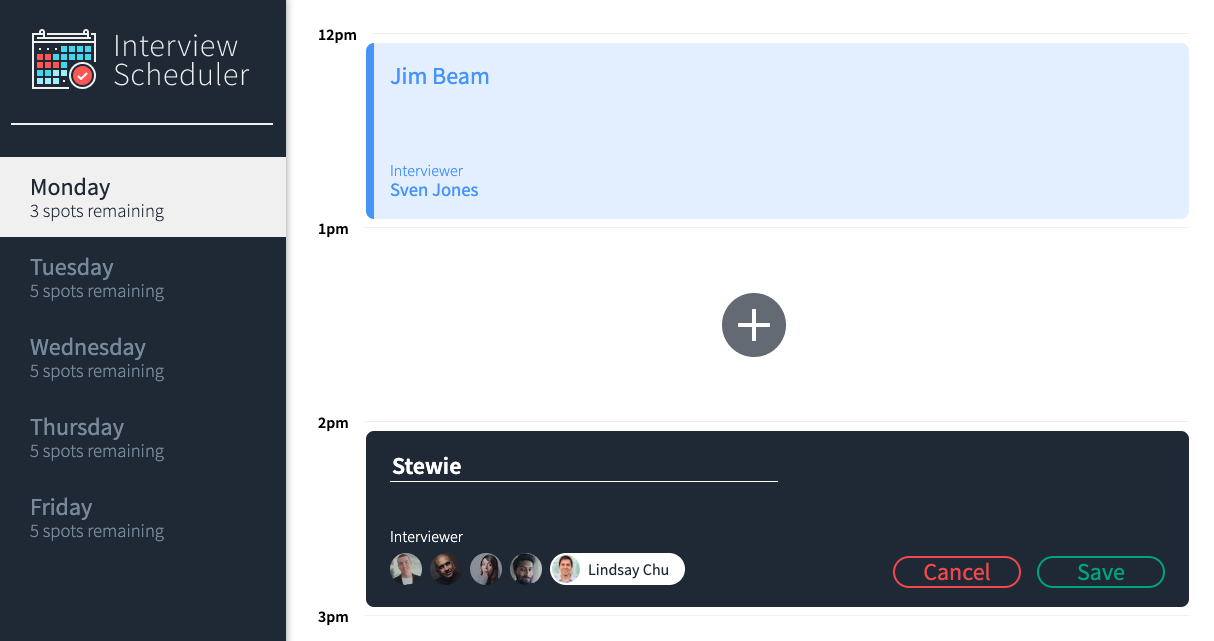 Interview
Scheduler
Monday
3 spots remaining
Tuesday
5 spots remaining
Wednesday
5 spots remaining
Thursday
5 spots remaining
Friday
5 spots remaining
12pm
Jim Beam
Interviewer
Sven Jones
1pm
2pm
Stewie
Interviewer
Lindsay Chu
Cancel
Save
3pm